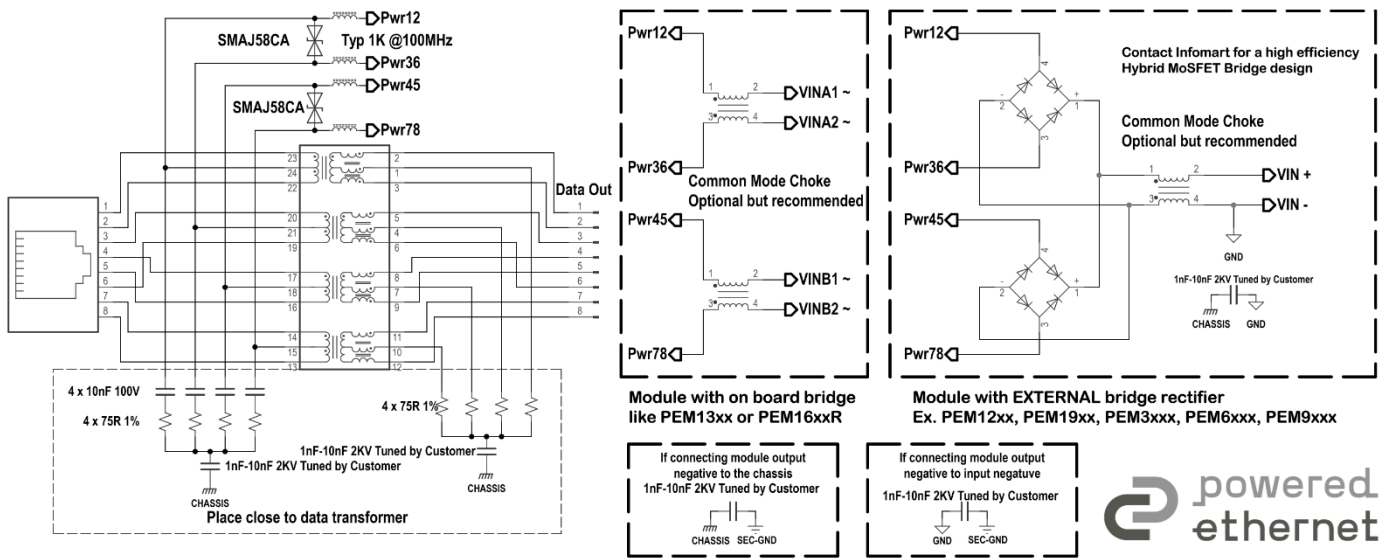 SMAJ58CA
Pwr12
Typ 1K @100MHz
Pwr36
Pwr45
SMAJ58CA
Pwr78
23
24
22
2
1
3
20
21
19
5
4
6
17
18
16
8
7
9
14
15
13
11
10
12
1
2
3
4
5
6
7
8
Data Out
1
2
3
4
5
6
7
8
4 x 10nF 100V
4 x 75R 1%
4 x 75R 1%
1nF-10nF 2KV Tuned by Customer
1nF-10nF 2KV Tuned by Customer
CHASSIS
CHASSIS
Place close to data transformer
Pwr12
1 2
3 4
VINA1 ~
VINA2 ~
Pwr36
Common Mode Choke
Optional but recommended
Pwr45
1 2
3 4
VINB1 ~
VINB2 ~
Pwr78
Module with on board bridge
like PEM13xx or PEM16xxR
Pwr12
Contact Infomart for a high efficiency
Hybrid MoSFET Bridge design
4
- +
2 1
3
Common Mode Choke
Optional but recommended
Pwr36
1 2
3 4
VIN +
VIN -
GND
Pwr45
4
- +
2 1
3
1nF-10nF 2KV Tuned by Customer
CHASSIS GND
Pwr78
Module with EXTERNAL bridge rectifier
Ex. PEM12xx, PEM19xx, PEM3xxx, PEM6xxx, PEM9xxx
If connecting module output
negative to the chassis
1nF-10nF 2KV Tuned by Customer
CHASSIS SEC-GND
If connecting module output
negative to input negatuve
1nF-10nF 2KV Tuned by Customer
GND SEC-GND
powered
ethernet